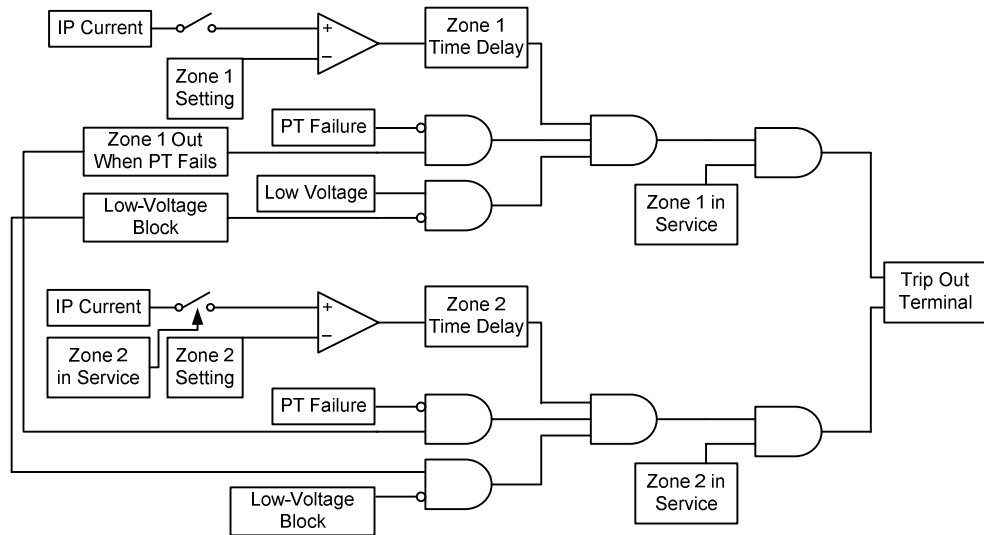 IP Current
+
−
Zone 1
Time Delay
Zone 1
Setting
PT Failure
Zone 1 Out
When PT Fails
Low Voltage
Low-Voltage
Block
Zone 1 in
Service
Trip Out
Terminal
IP Current
+
−
Zone 2
Time Delay
Zone 2
in Service
Zone 2
Setting
PT Failure
Zone 2 in
Service
Low-Voltage
Block